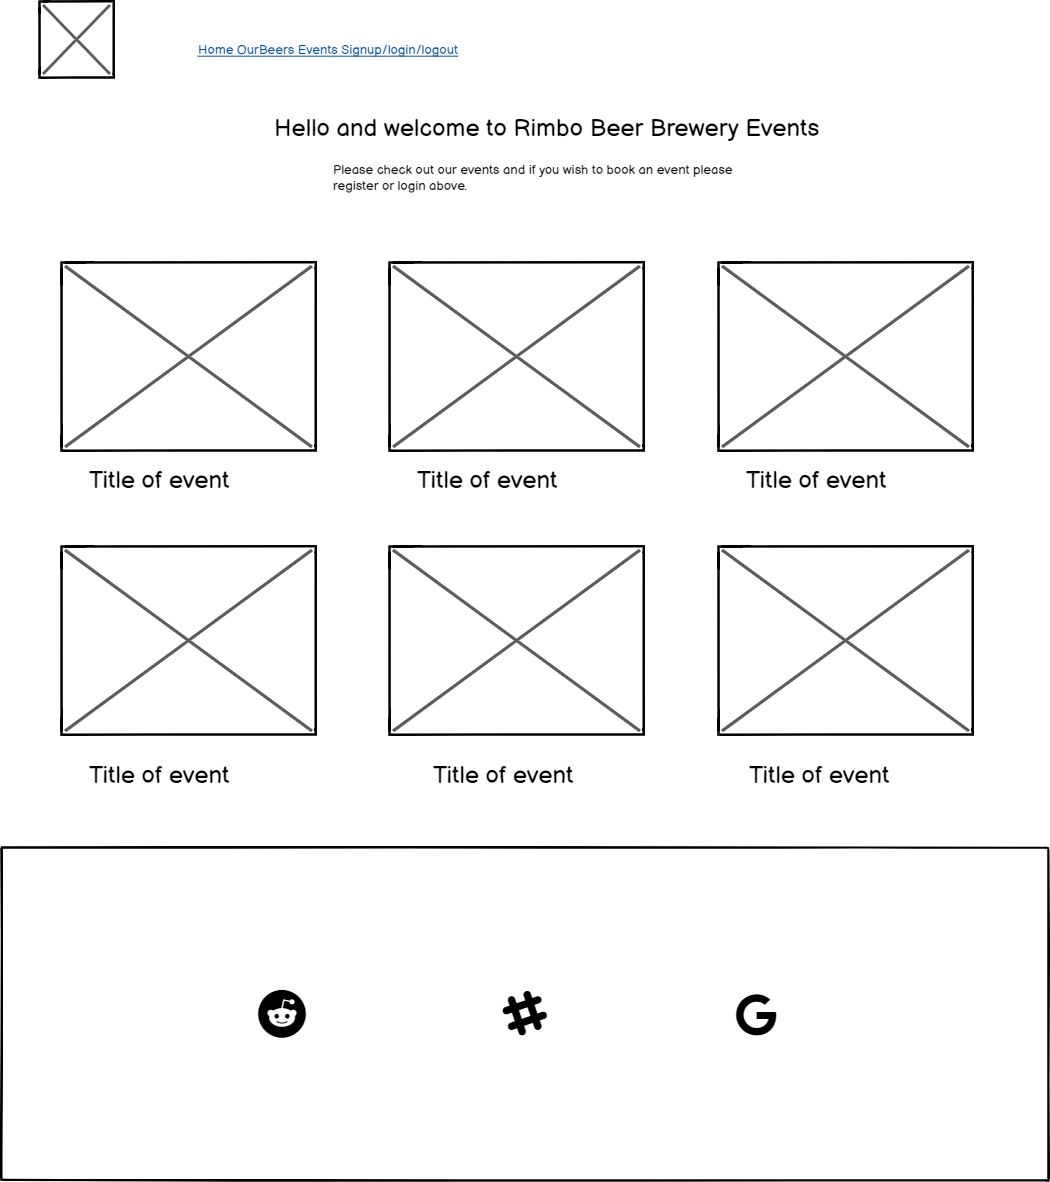 Home OurBeers Events Signup/login/logout
Hello and welcome to Rimbo Beer Brewery Events
Please check out our events and if you wish to book an event please
register or login above.
Title of event
Title of event
Title of event
Title of event
Title of event
Title of event